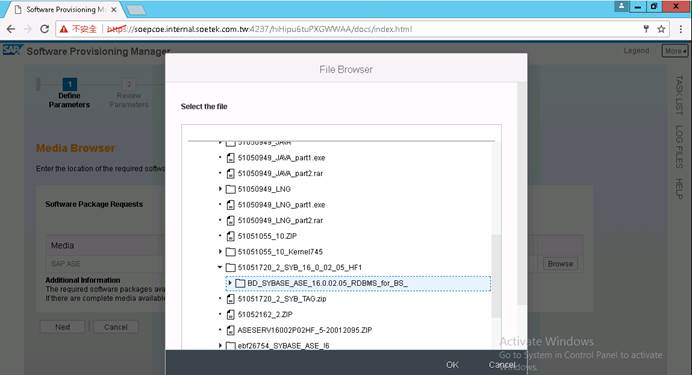 Software Provisioning M
不安全
https://saepcoe.internal.soetek.com.tw:4237/hiHipu6tuPXGWWAA/docs/index.html
SAP Software Provisioning Manager
Legend
More
1
2
Define
Parameters
Review
Parameters
Media Browser
Enter the location of the required softwa
Software Package Requests
Media
SAP ASE
Browse
Additional Information
The required software packages ava
If there are complete media availabl
Next
Cancel
TASK LIST
LOG FILES
HELP
File Browser
Select the file
51050949_JAVA
51050949_JAVA_part1.exe
51050949_JAVA_part2.rar
51050949_LNG
51050949_LNG_part1.exe
51050949_LNG_part2.rar
51051055_10.ZIP
51051055_10_Kernel745
51051720_2_SYB_16_0_02_05_HF1
BD_SYBASE_ASE_16.0.02.05_RDBMS_for_BS_
51051720_2_SYB_TAG.zip
51052162_2.ZIP
ASESERV16002P02HF_5-20012095.ZIP
ebf26754_SYBASE_ASE_16
OK
Cancel
Activate Windows
Go to System in Control Panel to activate
Windows.